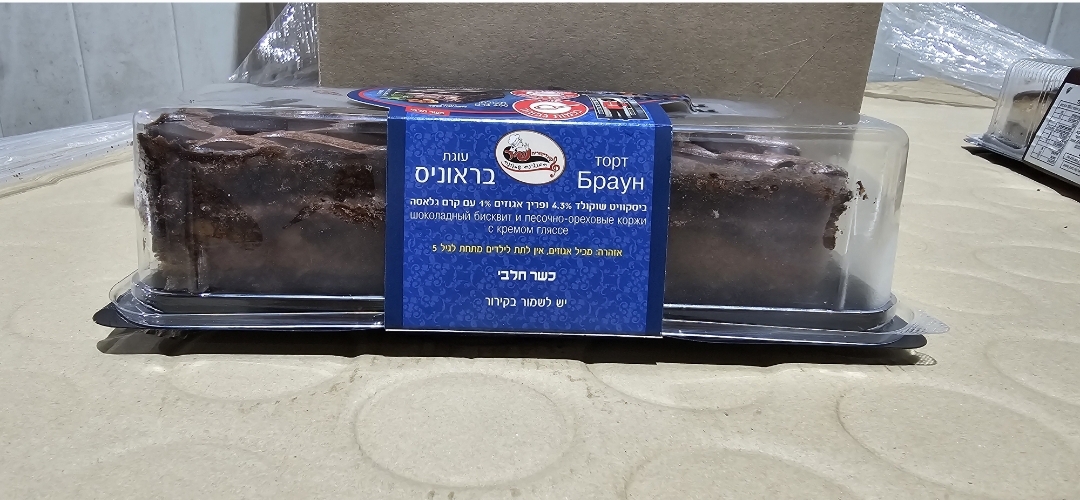 עוגת
בראוניס
торт
Браун
ביסקוויט שוקולד 4.3% ופריך אגוזים 1% עם קרם גלאסה
шоколадный бисквит и песочно-ореховые коржи
с кремом гляссе
אזהרה: מכיל אגוזים, אין לתת לילדים מתחת לגיל 5
כשר חלבי
יש לשמור בקירור